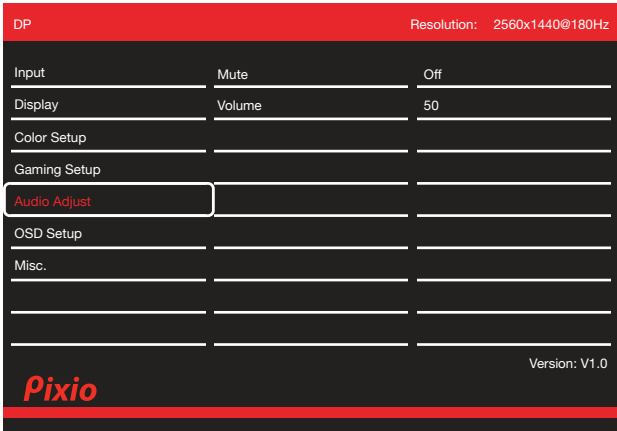 DP Resolution: 2560x1440@180Hz
Input Mute Off
Display Volume 50
Color Setup
Gaming Setup
Audio Adjust
OSD Setup
Misc.
Version: V1.0
Pixio